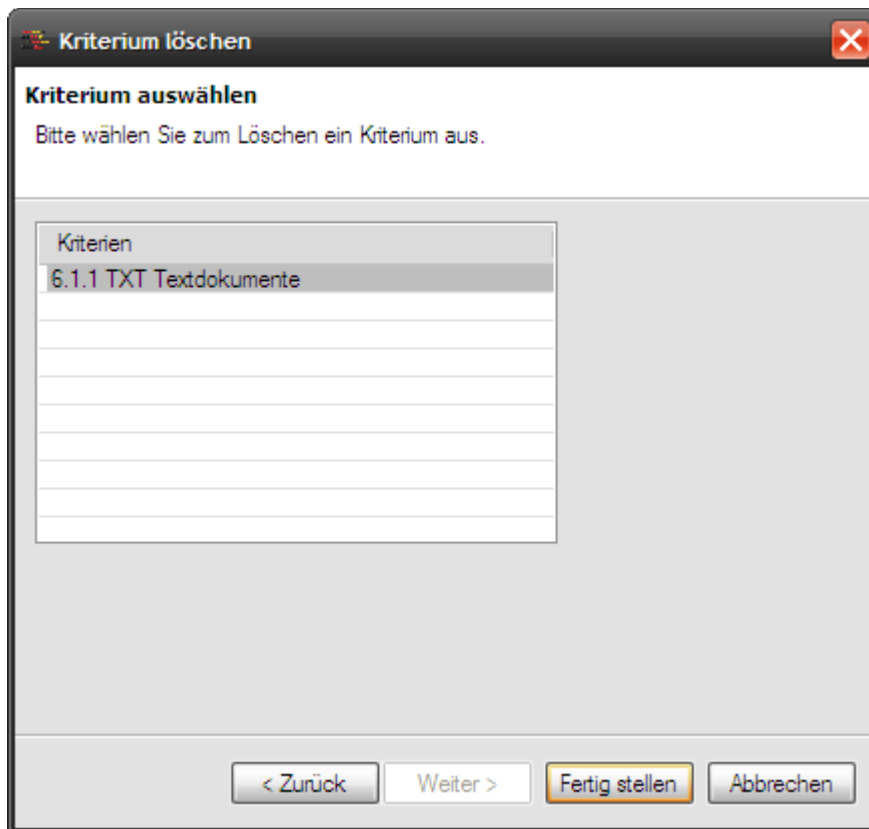 Kriterium löschen
Kriterium auswählen
Bitte wählen Sie zum Löschen ein Kriterium aus.
Kriterien
6.1.1 TXT Textdokumente
< Zurück Weiter > Fertig stellen Abbrechen